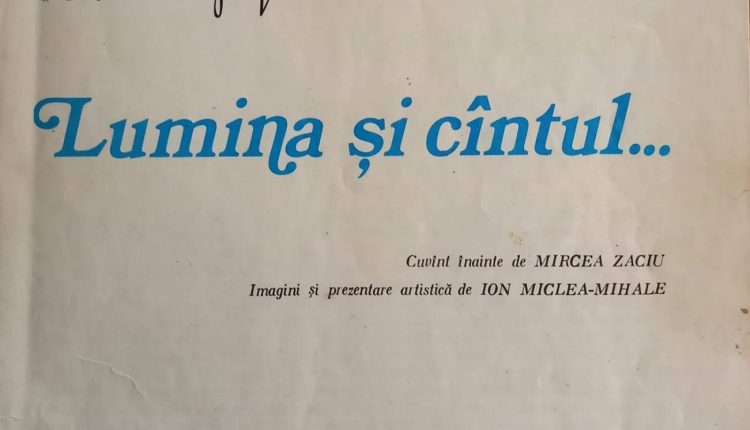 Lumina și cîntul...
Cuvînt înainte de MIRCEA ZACIU
Imagini și prezentare artistică de ION MICLEA-MIHALE